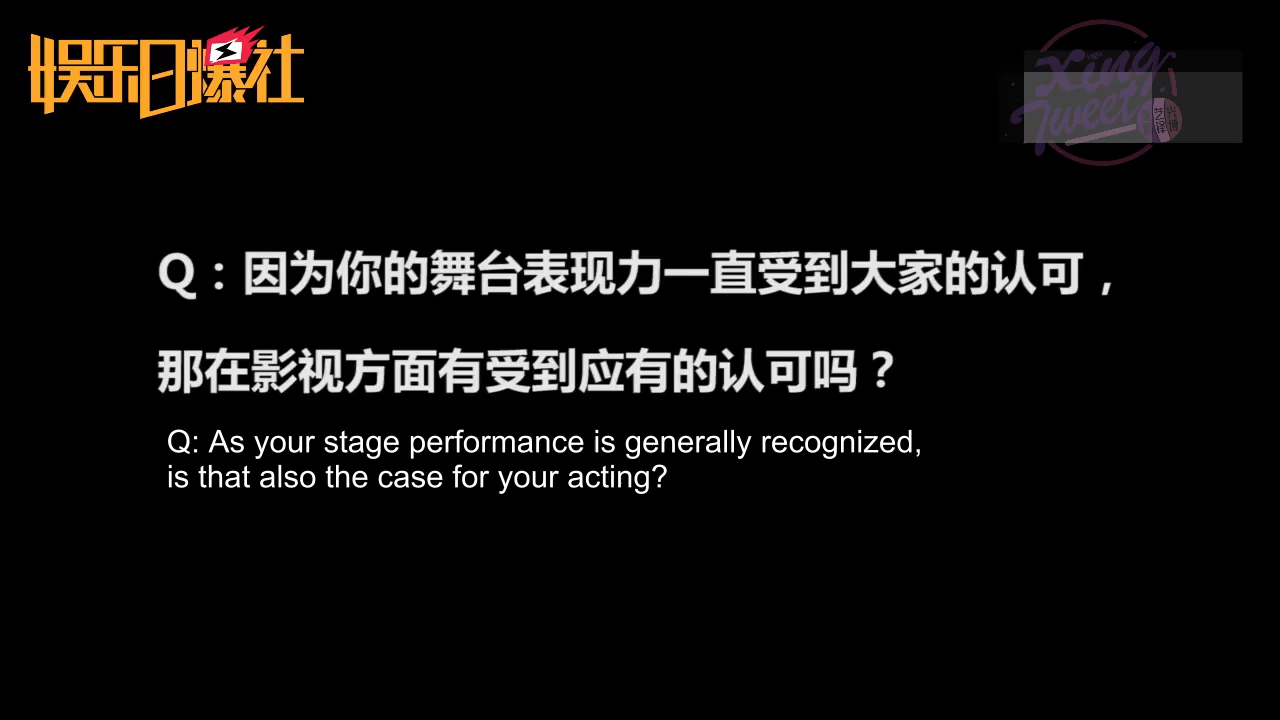 娱乐日爆社
Xing
Tweet
Q：因为你的舞台表现力一直受到大家的认可，
那在影视方面有受到应有的认可吗？
Q: As your stage performance is generally recognized,
is that also the case for your acting?